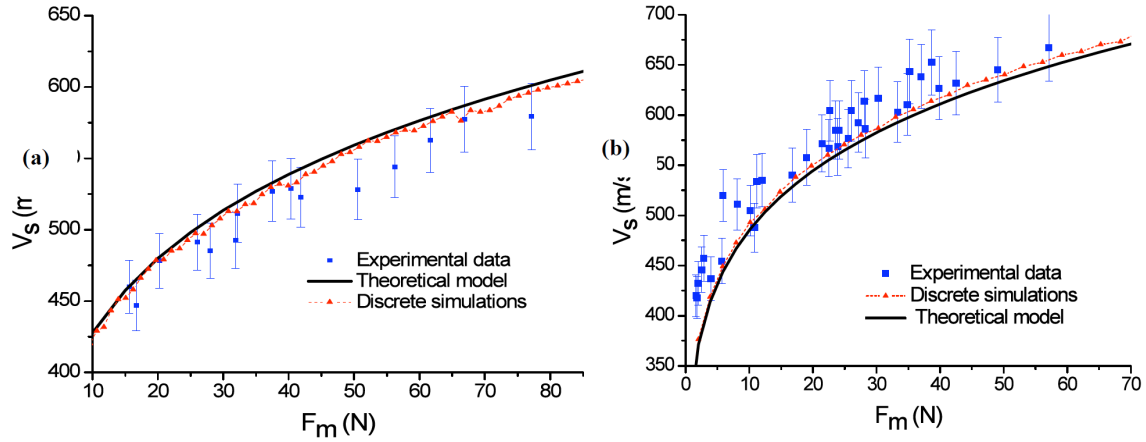 650
600
(a)
)
500
450
400
V_s (m
10 20 30 40 50 60 70 80
F_m (N)
Experimental data
Theoretical model
Discrete simulations
700
650
600
(b)
50
500
450
400
350
V_s (m/s
0 10 20 30 40 50 60 70
F_m (N)
Experimental data
Discrete simulations
Theoretical model